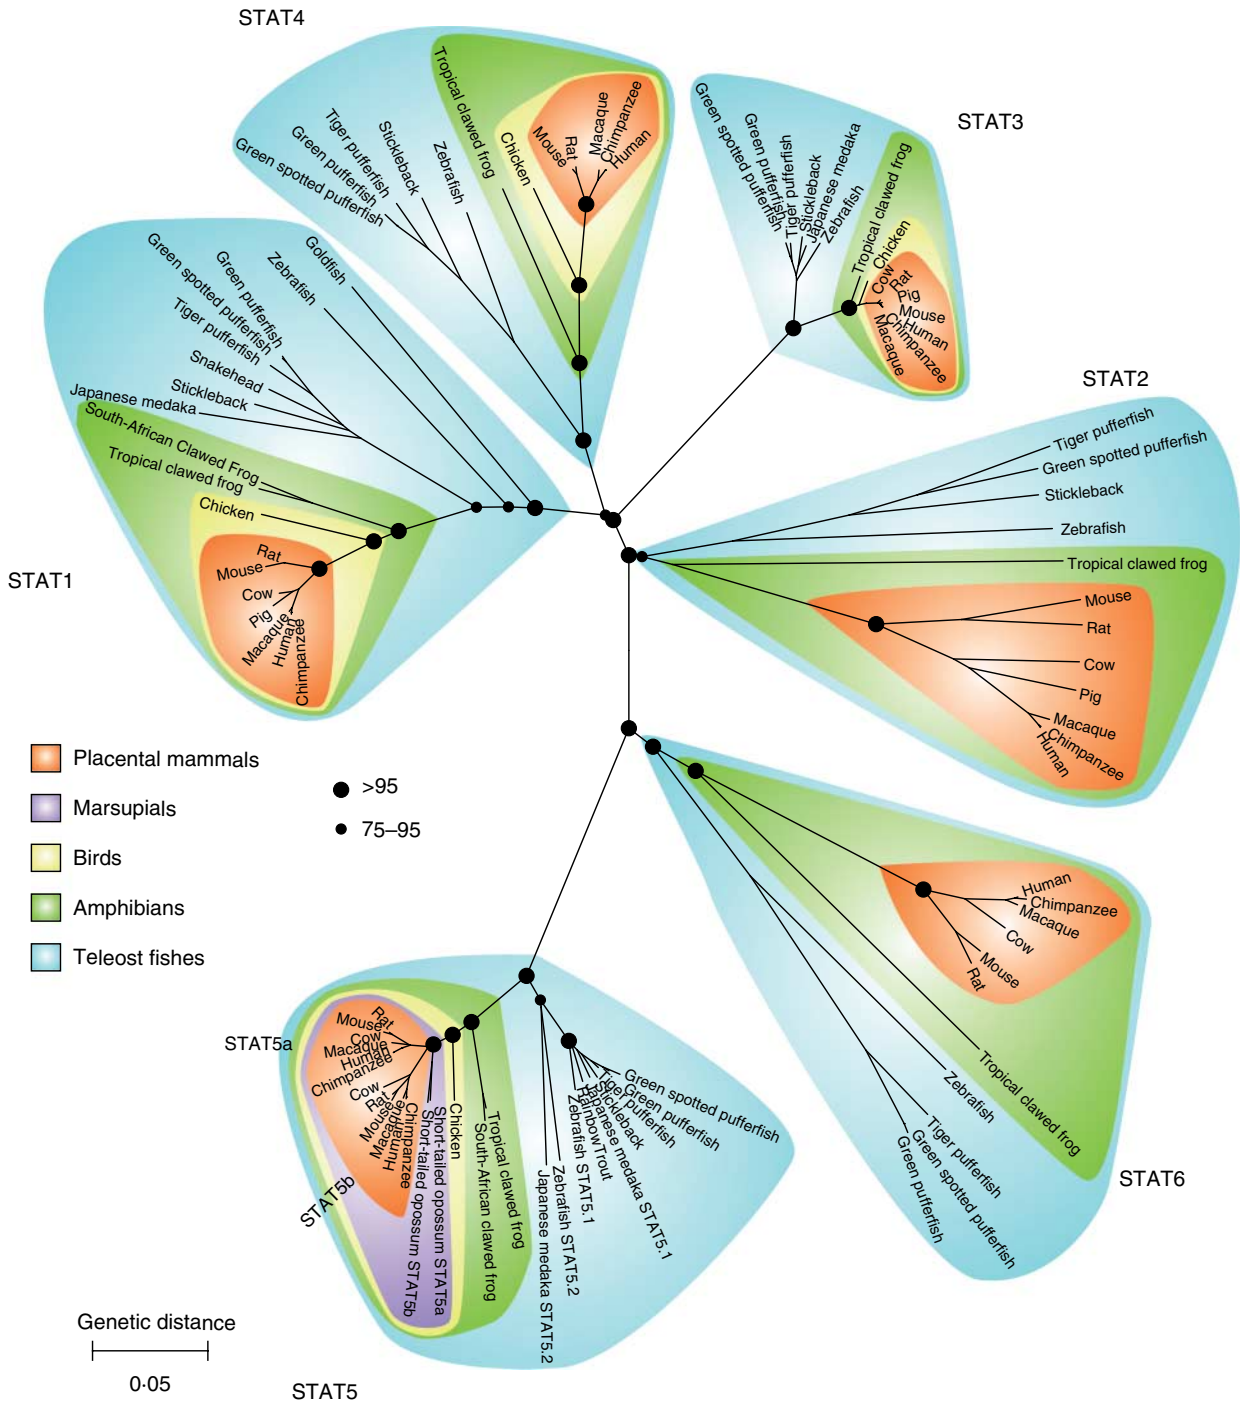 STAT4
Tropical clawed frog
Chicken
Mouse
Rat
Macaque
Chimpanzee
Human
Zebrafish
Stickleback
Tiger pufferfish
Green pufferfish
Green spotted pufferfish
STAT3
Green spotted pufferfish
Green pufferfish
Tiger pufferfish
Stickleback
Japanese medaka
Zebrafish
Tropical clawed frog
Chicken
Cow
Rat
Pig
Mouse
Human
Chimpanzee
Macaque
STAT1
Goldfish
Zebrafish
Green pufferfish
Green spotted pufferfish
Tiger pufferfish
Snakehead
Stickleback
Japanese medaka
South-African Clawed Frog
Tropical clawed frog
Chicken
Rat
Mouse
Cow
Pig
Macaque
Human
Chimpanzee
STAT2
Tiger pufferfish
Green spotted pufferfish
Stickleback
Zebrafish
Tropical clawed frog
Mouse
Rat
Cow
Pig
Macaque
Chimpanzee
Human
Placental mammals
Marsupials
Birds
Amphibians
Teleost fishes
>95
75–95
Human
Chimpanzee
Macaque
Cow
Mouse
Rat
Tropical clawed frog
Zebrafish
Tiger pufferfish
Green spotted pufferfish
Green pufferfish
STAT6
STAT5a
Rat
Mouse
Cow
Macaque
Human
Chimpanzee
Cow
Rat
Mouse
Macaque
Human
Chimpanzee
STAT5b
Short-tailed opossum STAT5b
Short-tailed opossum STAT5a
Chicken
South-African clawed frog
Tropical clawed frog
Japanese medaka STAT5.2
Zebrafish STAT5.2
Zebrafish STAT5.1
RainbowTrout
Japanese medaka STAT5.1
Stickleback
Tiger pufferfish
Green pufferfish
Green spotted pufferfish
STAT5
Genetic distance
0·05